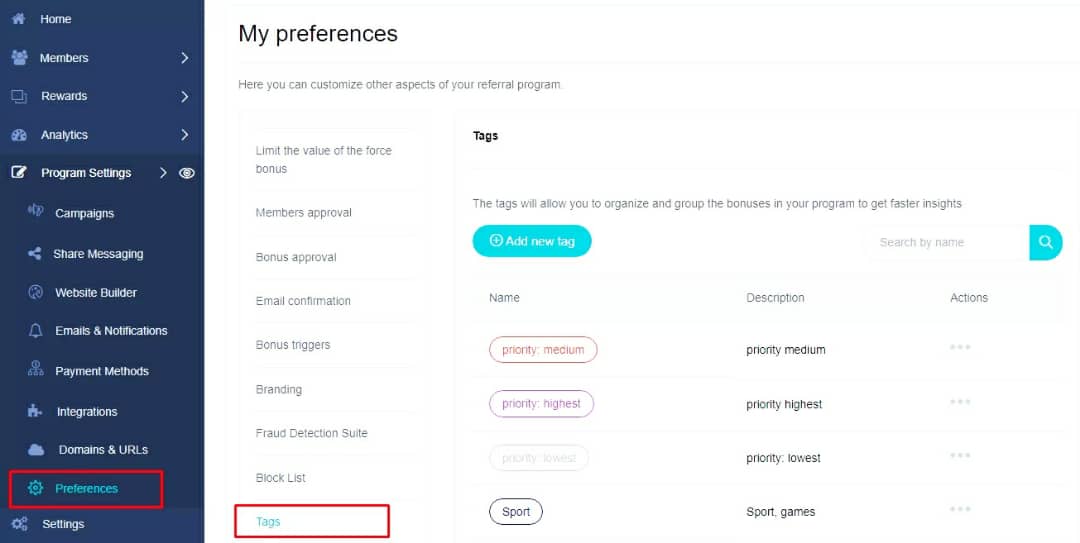 Home
Members
Rewards
Analytics
Program Settings
Campaigns
Share Messaging
Website Builder
Emails & Notifications
Payment Methods
Integrations
Domains & URLs
Preferences
Settings
My preferences
Here you can customize other aspects of your referral program.
Limit the value of the force
bonus
Members approval
Bonus approval
Email confirmation
Bonus triggers
Branding
Fraud Detection Suite
Block List
Tags
Tags
The tags will allow you to organize and group the bonuses in your program to get faster insights
Add new tag
Search by name
Name Description Actions
priority: medium priority medium
priority: highest priority highest
priority: lowest priority: lowest
Sport Sport, games